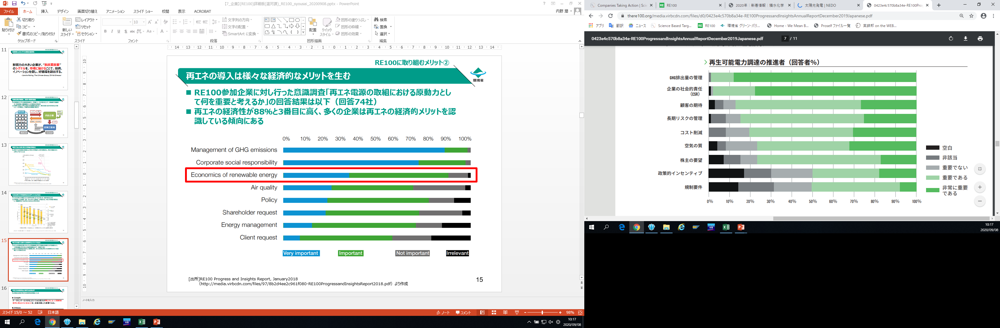 【7_企業】(RE100)詳細版(温対課)_RE100_syousai_20200908.pptx - PowerPoint
ファイル ホーム 挿入 デザイン 画面切り替え アニメーション スライド ショー 校閲 表示 ACROBAT
内野 潤
貼り付け
切り取り
コピー
書式のコピー/貼り付け
クリップボード
新しい
スライド
レイアウト
リセット
セクション
スライド
10
フォント
文字列の方向
文字の配置
SmartArt に変換
段落
配置
クイック
スタイル
図形の塗りつぶし
図形の枠線
図形の効果
図形描画
検索
置換
選択
編集
11
影響力の大きい企業が、“脱炭素需要”
のシグナルを、市場に届けることで、投資、
イノベーションを促し、好循環を創出する。
12
13
14
15
16
RE100に取り組むメリット②
再エネの導入は様々な経済的なメリットを生む
環境省
■ RE100参加企業に対し行った意識調査「再エネ電源の取組における原動力とし
て何を重要と考えるか」の回答結果は以下（回答74社）
■ 再エネの経済性が88%と3番目に高く、多くの企業は再エネの経済的メリットを認
識している傾向にある
0% 10% 20% 30% 40% 50% 60% 70% 80% 90% 100%
Management of GHG emissions
Corporate social responsibility
Economics of renewable energy
Air quality
Policy
Shareholder request
Energy management
Client request
Very important Important Not important Irrelevant
[出所]RE100 Progress and Insights Report, January2018
（http://media.virbcdn.com/files/97/8b2d4ee2c961f080-RE100ProgressandInsightsReport2018.pdf）より作成
15
ノートを入力
スライド 15/0 ～ 52 日本語
ノート コメント 98%
10:17
2020/09/08
Companies Taking Action | Scie
RE100
2020年｜新着情報｜積水化学
太陽光発電 | NEDO
0423e4c570b8a34e-RE100Prog
there100.org/media.virbcdn.com/files/d0/0423e4c570b8a34e-RE100ProgressandInsightsAnnualReportDecember2019Japanese.pdf
アプリ 翻訳 ニュース Science Based Targ... RE100 環境省 グリーン・バリ... Home - We Mean B... Proselfファイル一覧 英辞郎 on the WEB...
0423e4c570b8a34e-RE100ProgressandInsightsAnnualReportDecember2019Japanese.pdf
7 / 11
再生可能電力調達の推進者（回答者%）
GHG排出量の管理
企業の社会的責任
（CSR）
顧客の期待
長期リスクの管理
コスト削減
空気の質
株主の要望
政策的インセンティブ
規制要件
0% 10% 20% 30% 40% 50% 60% 70% 80% 90% 100%
空白
非該当
重要でない
重要である
非常に重要
である
10:17
2020/09/08